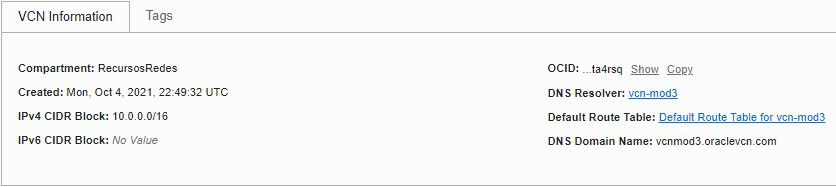 VCN Information Tags
Compartment: RecursosRedes
Created: Mon, Oct 4, 2021, 22:49:32 UTC
IPv4 CIDR Block: 10.0.0.0/16
IPv6 CIDR Block: No Value
OCID: ...ta4rsq Show Copy
DNS Resolver: vcn-mod3
Default Route Table: Default Route Table for vcn-mod3
DNS Domain Name: vcnmod3.oraclevcn.com